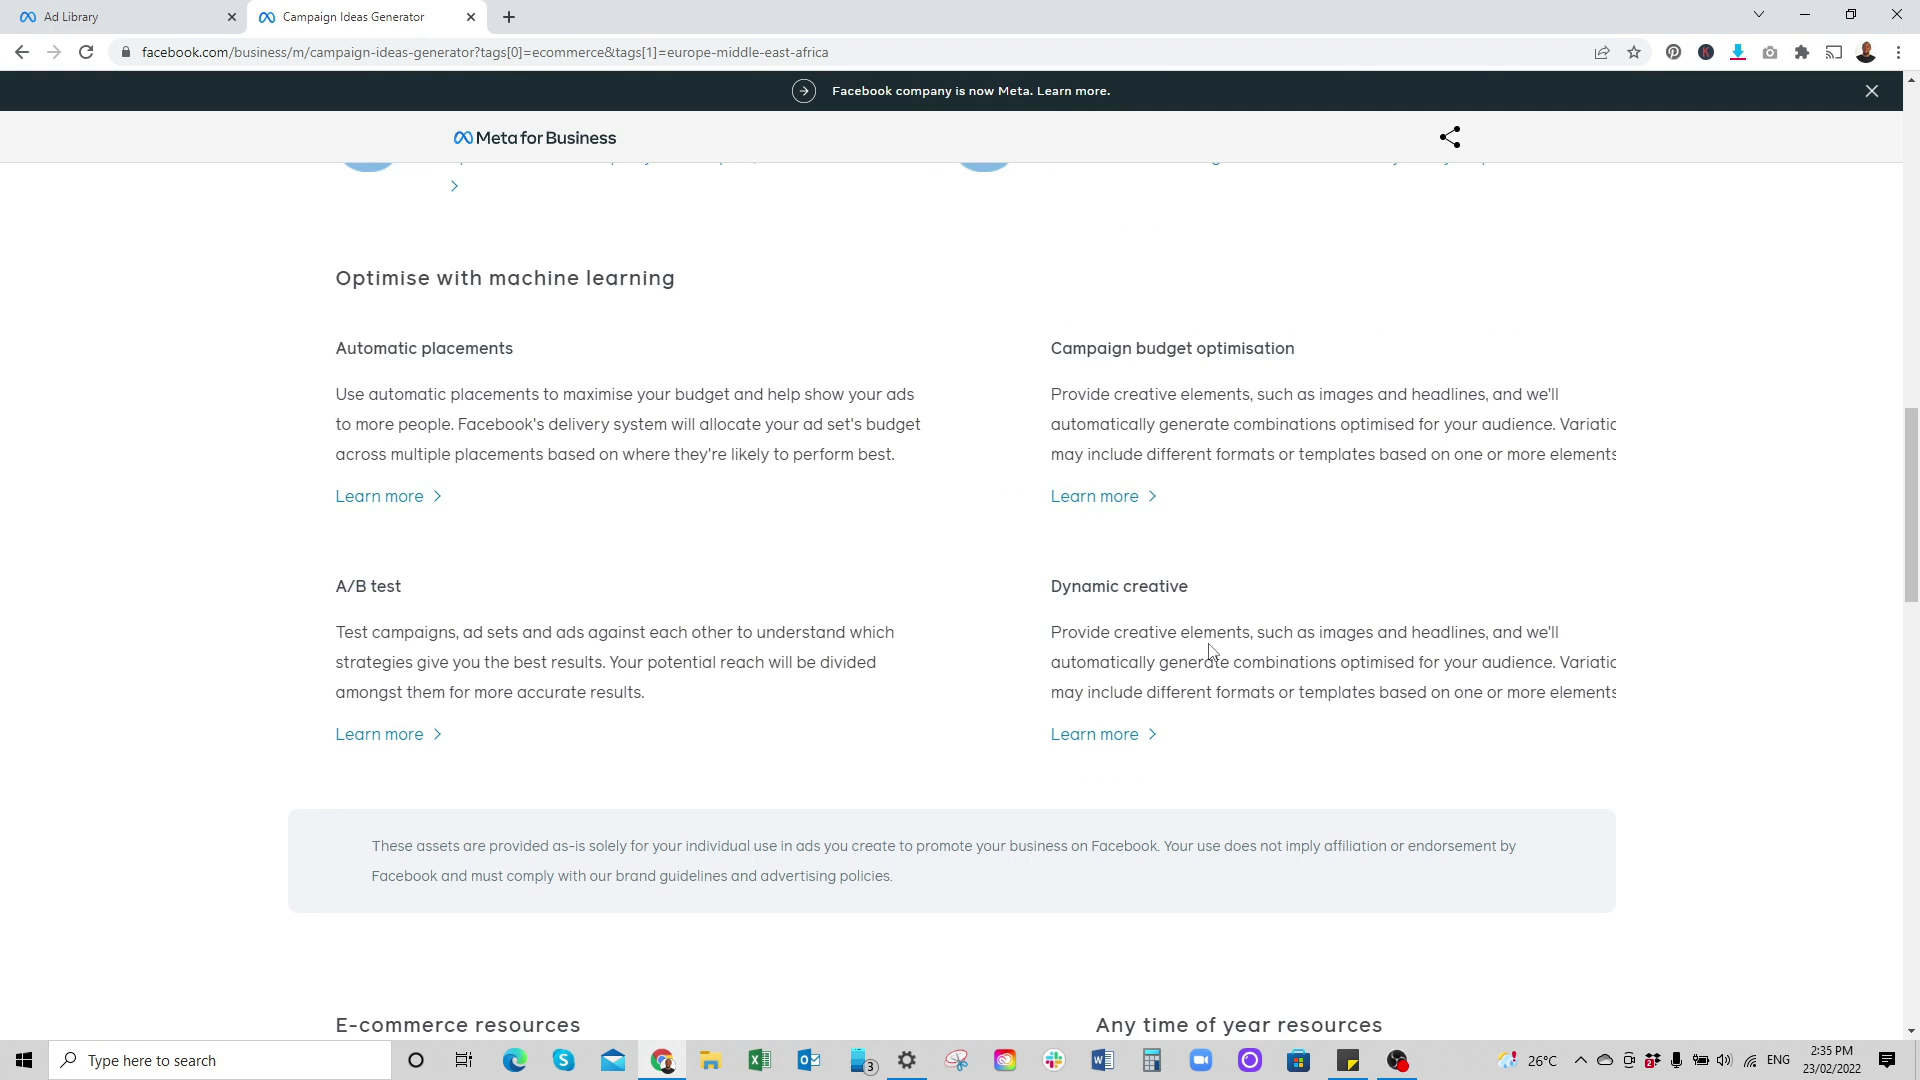 Ad Library
Campaign Ideas Generator
facebook.com/business/m/campaign-ideas-generator?tags[0]=ecommerce&tags[1]=europe-middle-east-africa
Facebook company is now Meta. Learn more.
Meta for Business
Optimise with machine learning
Automatic placements
Use automatic placements to maximise your budget and help show your ads
to more people. Facebook's delivery system will allocate your ad set's budget
across multiple placements based on where they're likely to perform best.
Learn more
Campaign budget optimisation
Provide creative elements, such as images and headlines, and we'll
automatically generate combinations optimised for your audience. Variatio
may include different formats or templates based on one or more elements
Learn more
A/B test
Test campaigns, ad sets and ads against each other to understand which
strategies give you the best results. Your potential reach will be divided
amongst them for more accurate results.
Learn more
Dynamic creative
Provide creative elements, such as images and headlines, and we'll
automatically generate combinations optimised for your audience. Variatio
may include different formats or templates based on one or more elements
Learn more
These assets are provided as-is solely for your individual use in ads you create to promote your business on Facebook. Your use does not imply affiliation or endorsement by
Facebook and must comply with our brand guidelines and advertising policies.
E-commerce resources
Any time of year resources
Type here to search
3
26°C
ENG
2:35 PM
23/02/2022